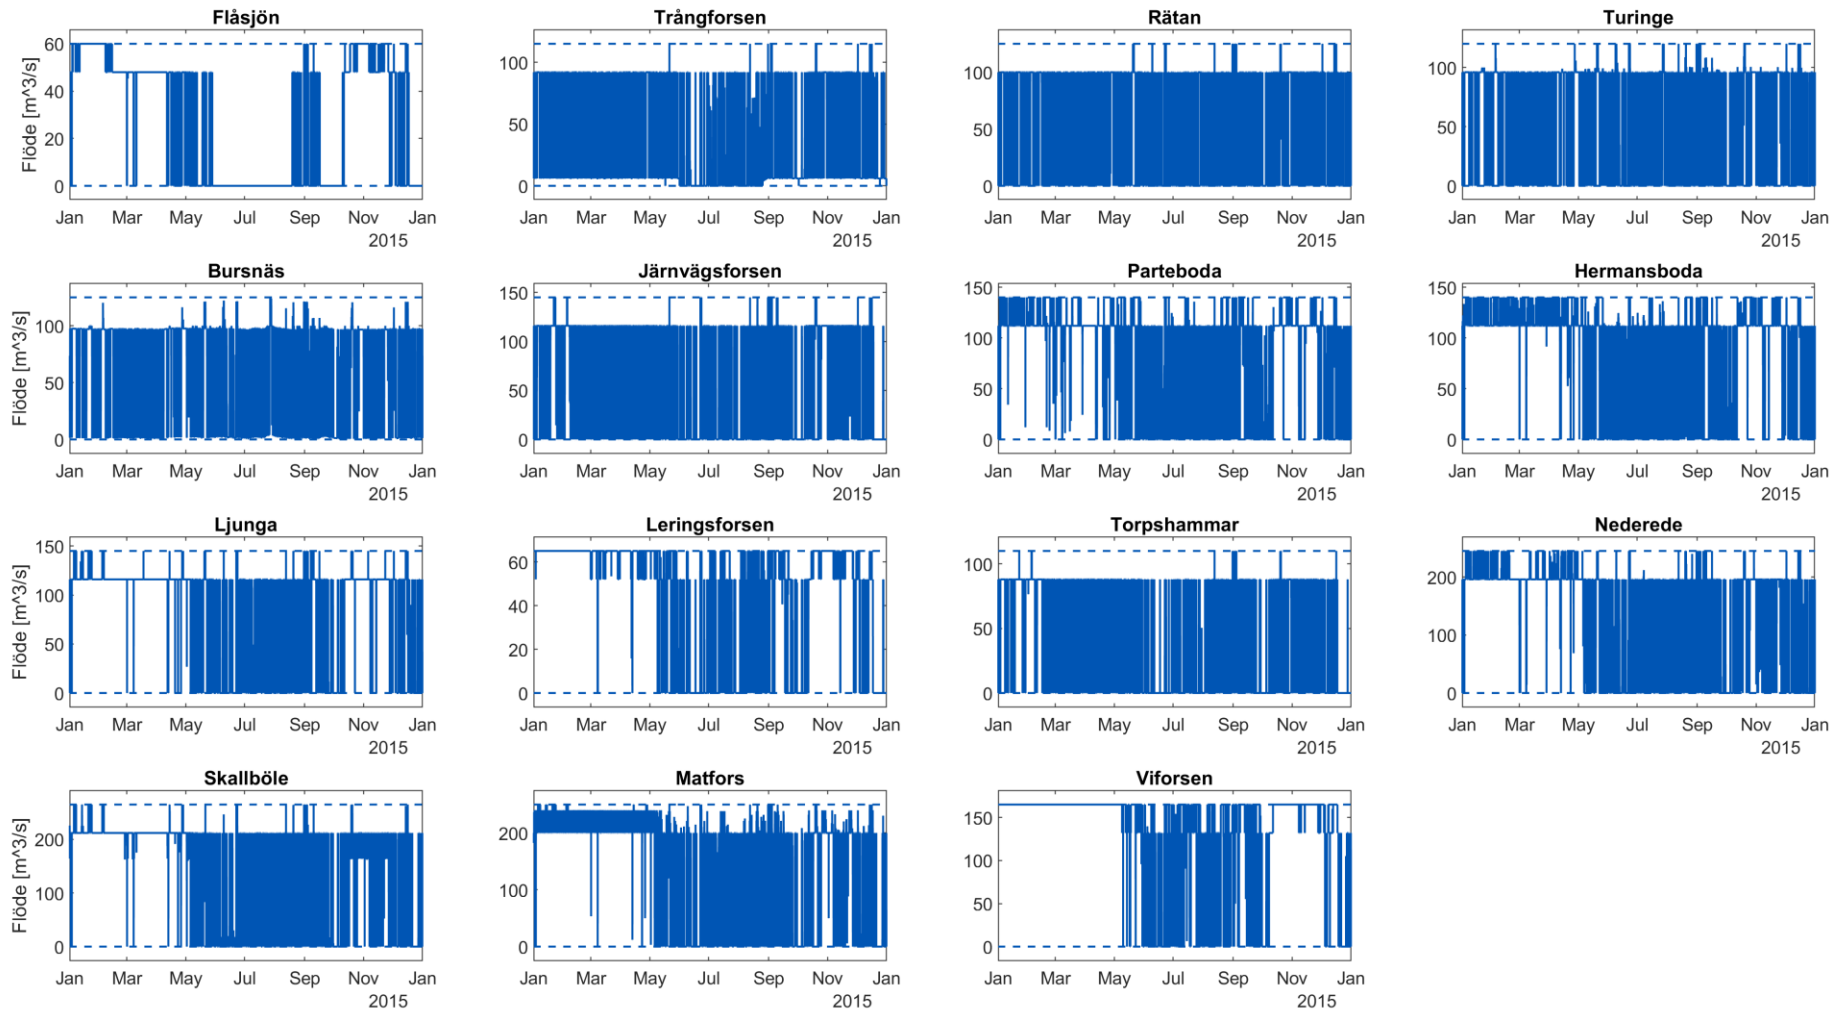 Flåsjön Trångforsen Rätan Turinge
Flöde [m^3/s]
60 40 20 0
100 50 0
100 50 0
100 50 0
Jan Mar May Jul Sep Nov Jan Jan Mar May Jul Sep Nov Jan Jan Mar May Jul Sep Nov Jan Jan Mar May Jul Sep Nov Jan
2015 2015 2015 2015
Bursnäs Järnvägsforsen Parteboda Hermansboda
Flöde [m^3/s]
100 50 0
150 100 50 0
150 100 50 0
150 100 50 0
Jan Mar May Jul Sep Nov Jan Jan Mar May Jul Sep Nov Jan Jan Mar May Jul Sep Nov Jan Jan Mar May Jul Sep Nov Jan
2015 2015 2015 2015
Ljunga Leringsforsen Torpshammar Nederede
Flöde [m^3/s]
150 100 50 0
60 40 20 0
100 50 0
200 100 0
Jan Mar May Jul Sep Nov Jan Jan Mar May Jul Sep Nov Jan Jan Mar May Jul Sep Nov Jan Jan Mar May Jul Sep Nov Jan
2015 2015 2015 2015
Skallböle Matfors Viforsen
Flöde [m^3/s]
200 100 0
200 100 0
150 100 50 0
Jan Mar May Jul Sep Nov Jan Jan Mar May Jul Sep Nov Jan Jan Mar May Jul Sep Nov Jan
2015 2015 2015